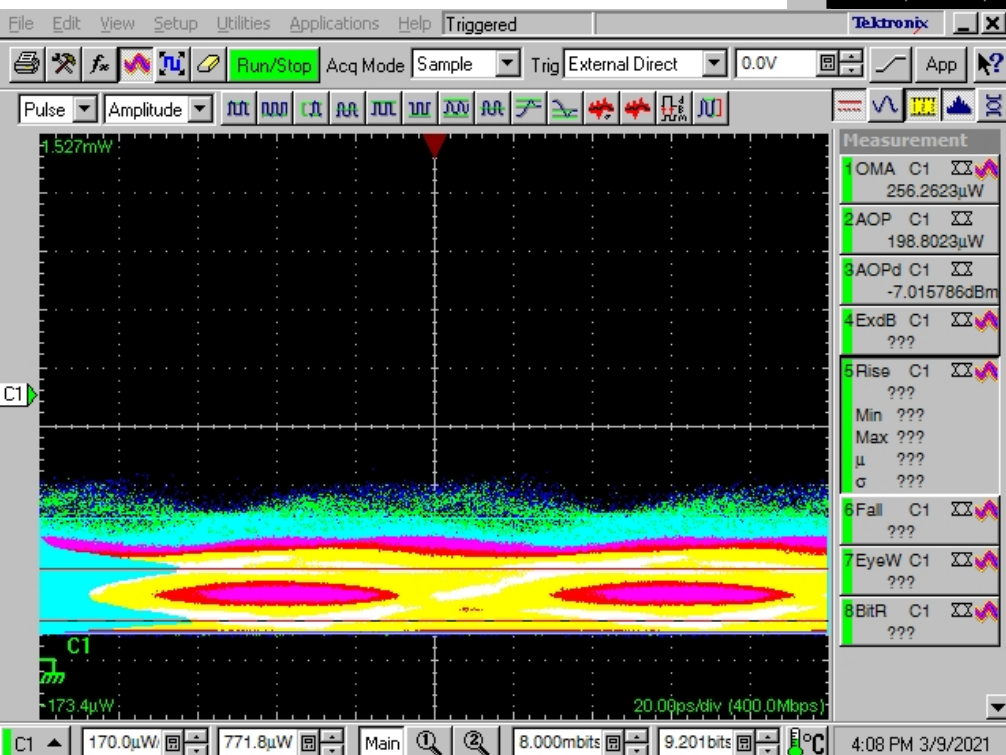 File Edit View Setup Utilities Applications Help Triggered Tektronix
Run/Stop Acq Mode Sample Trig External Direct 0.0V App
Pulse Amplitude
1.527mW
C1
C1
-173.4µW
20.00ps/div (400.0Mbps)
Measurement
1 OMA C1
256.2623µW
2 AOP C1
198.8023µW
3 AOPd C1
-7.015786dBm
4 ExdB C1
???
5 Rise C1
???
Min ???
Max ???
µ ???
σ ???
6 Fall C1
???
7 EyeW C1
???
8 BitR C1
???
C1 170.0µW/ 771.8µW Main 1 2 8.000mbits 9.201bits °C 4:08 PM 3/9/2021